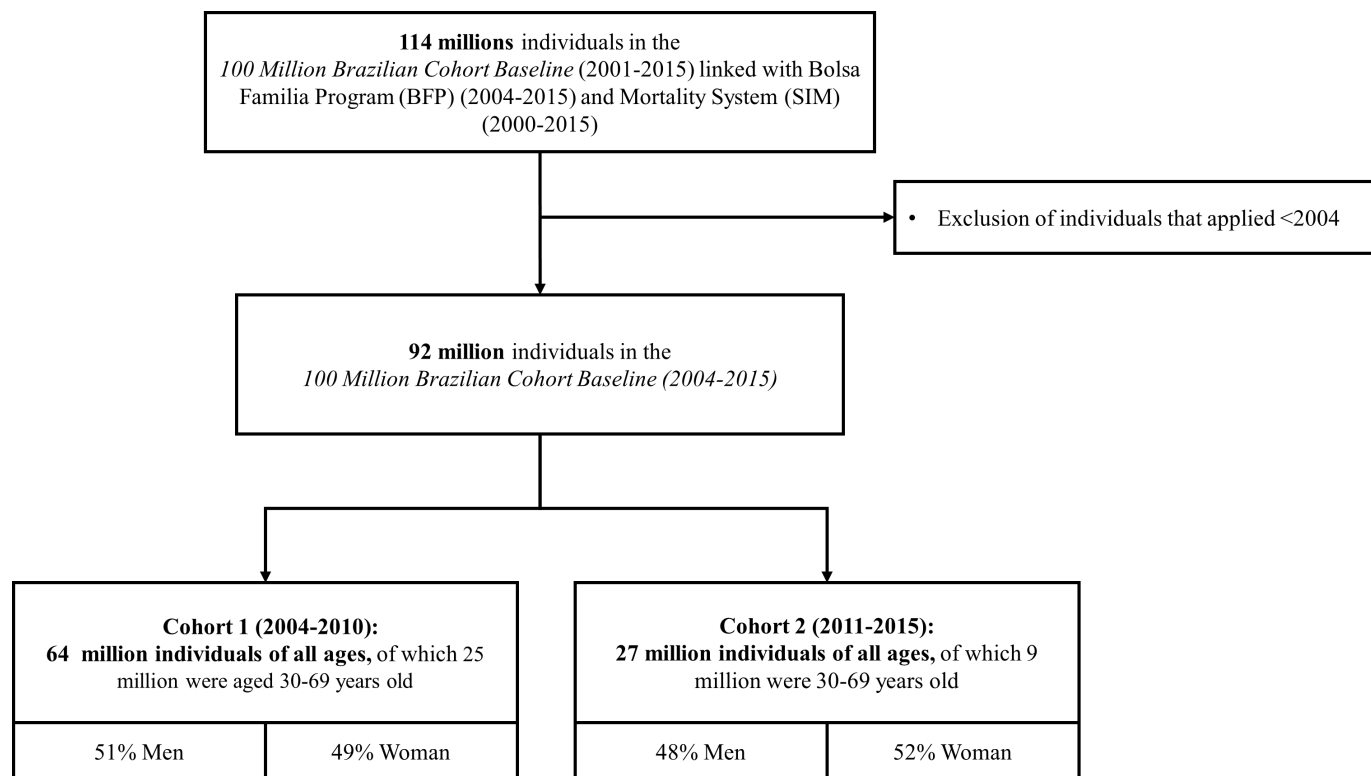 114 millions individuals in the
100 Million Brazilian Cohort Baseline (2001-2015) linked with Bolsa
Familia Program (BFP) (2004-2015) and Mortality System (SIM)
(2000-2015)
• Exclusion of individuals that applied <2004
92 million individuals in the
100 Million Brazilian Cohort Baseline (2004-2015)
Cohort 1 (2004-2010):
64 million individuals of all ages, of which 25
million were aged 30-69 years old
51% Men
49% Woman
Cohort 2 (2011-2015):
27 million individuals of all ages, of which 9
million were 30-69 years old
48% Men
52% Woman